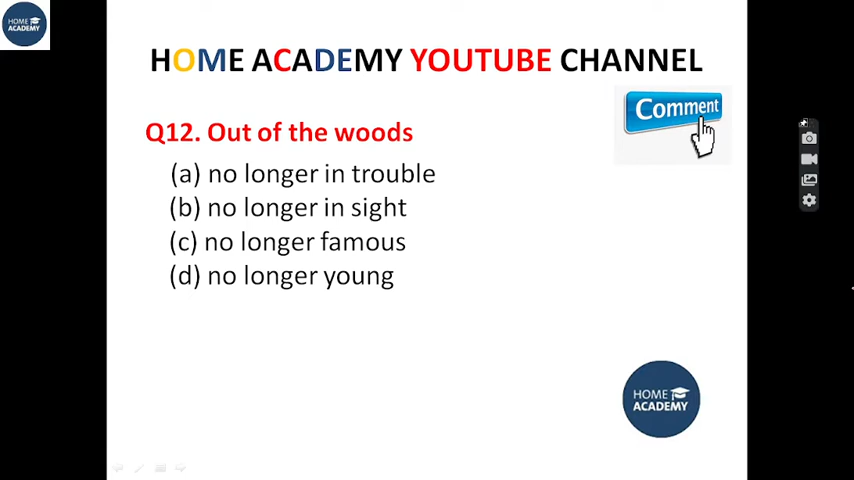 HOME
ACADEMY
HOME ACADEMY YOUTUBE CHANNEL
Comment
Q12. Out of the woods
(a) no longer in trouble
(b) no longer in sight
(c) no longer famous
(d) no longer young
HOME
ACADEMY